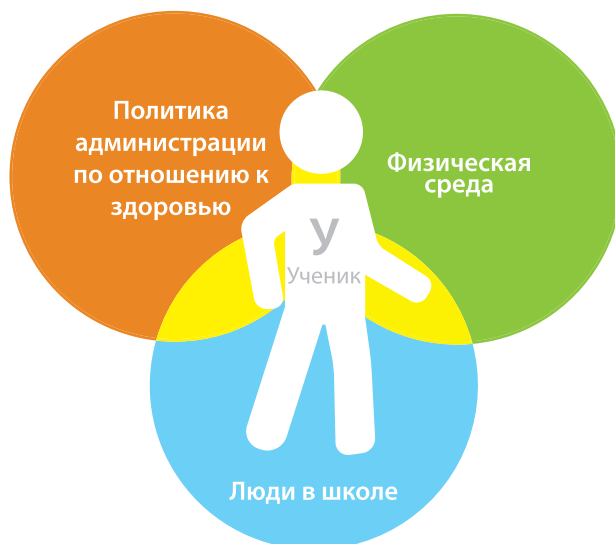 Политика
администрации
по отношению к
здоровью
Физическая
среда
У
Ученик
Люди в школе